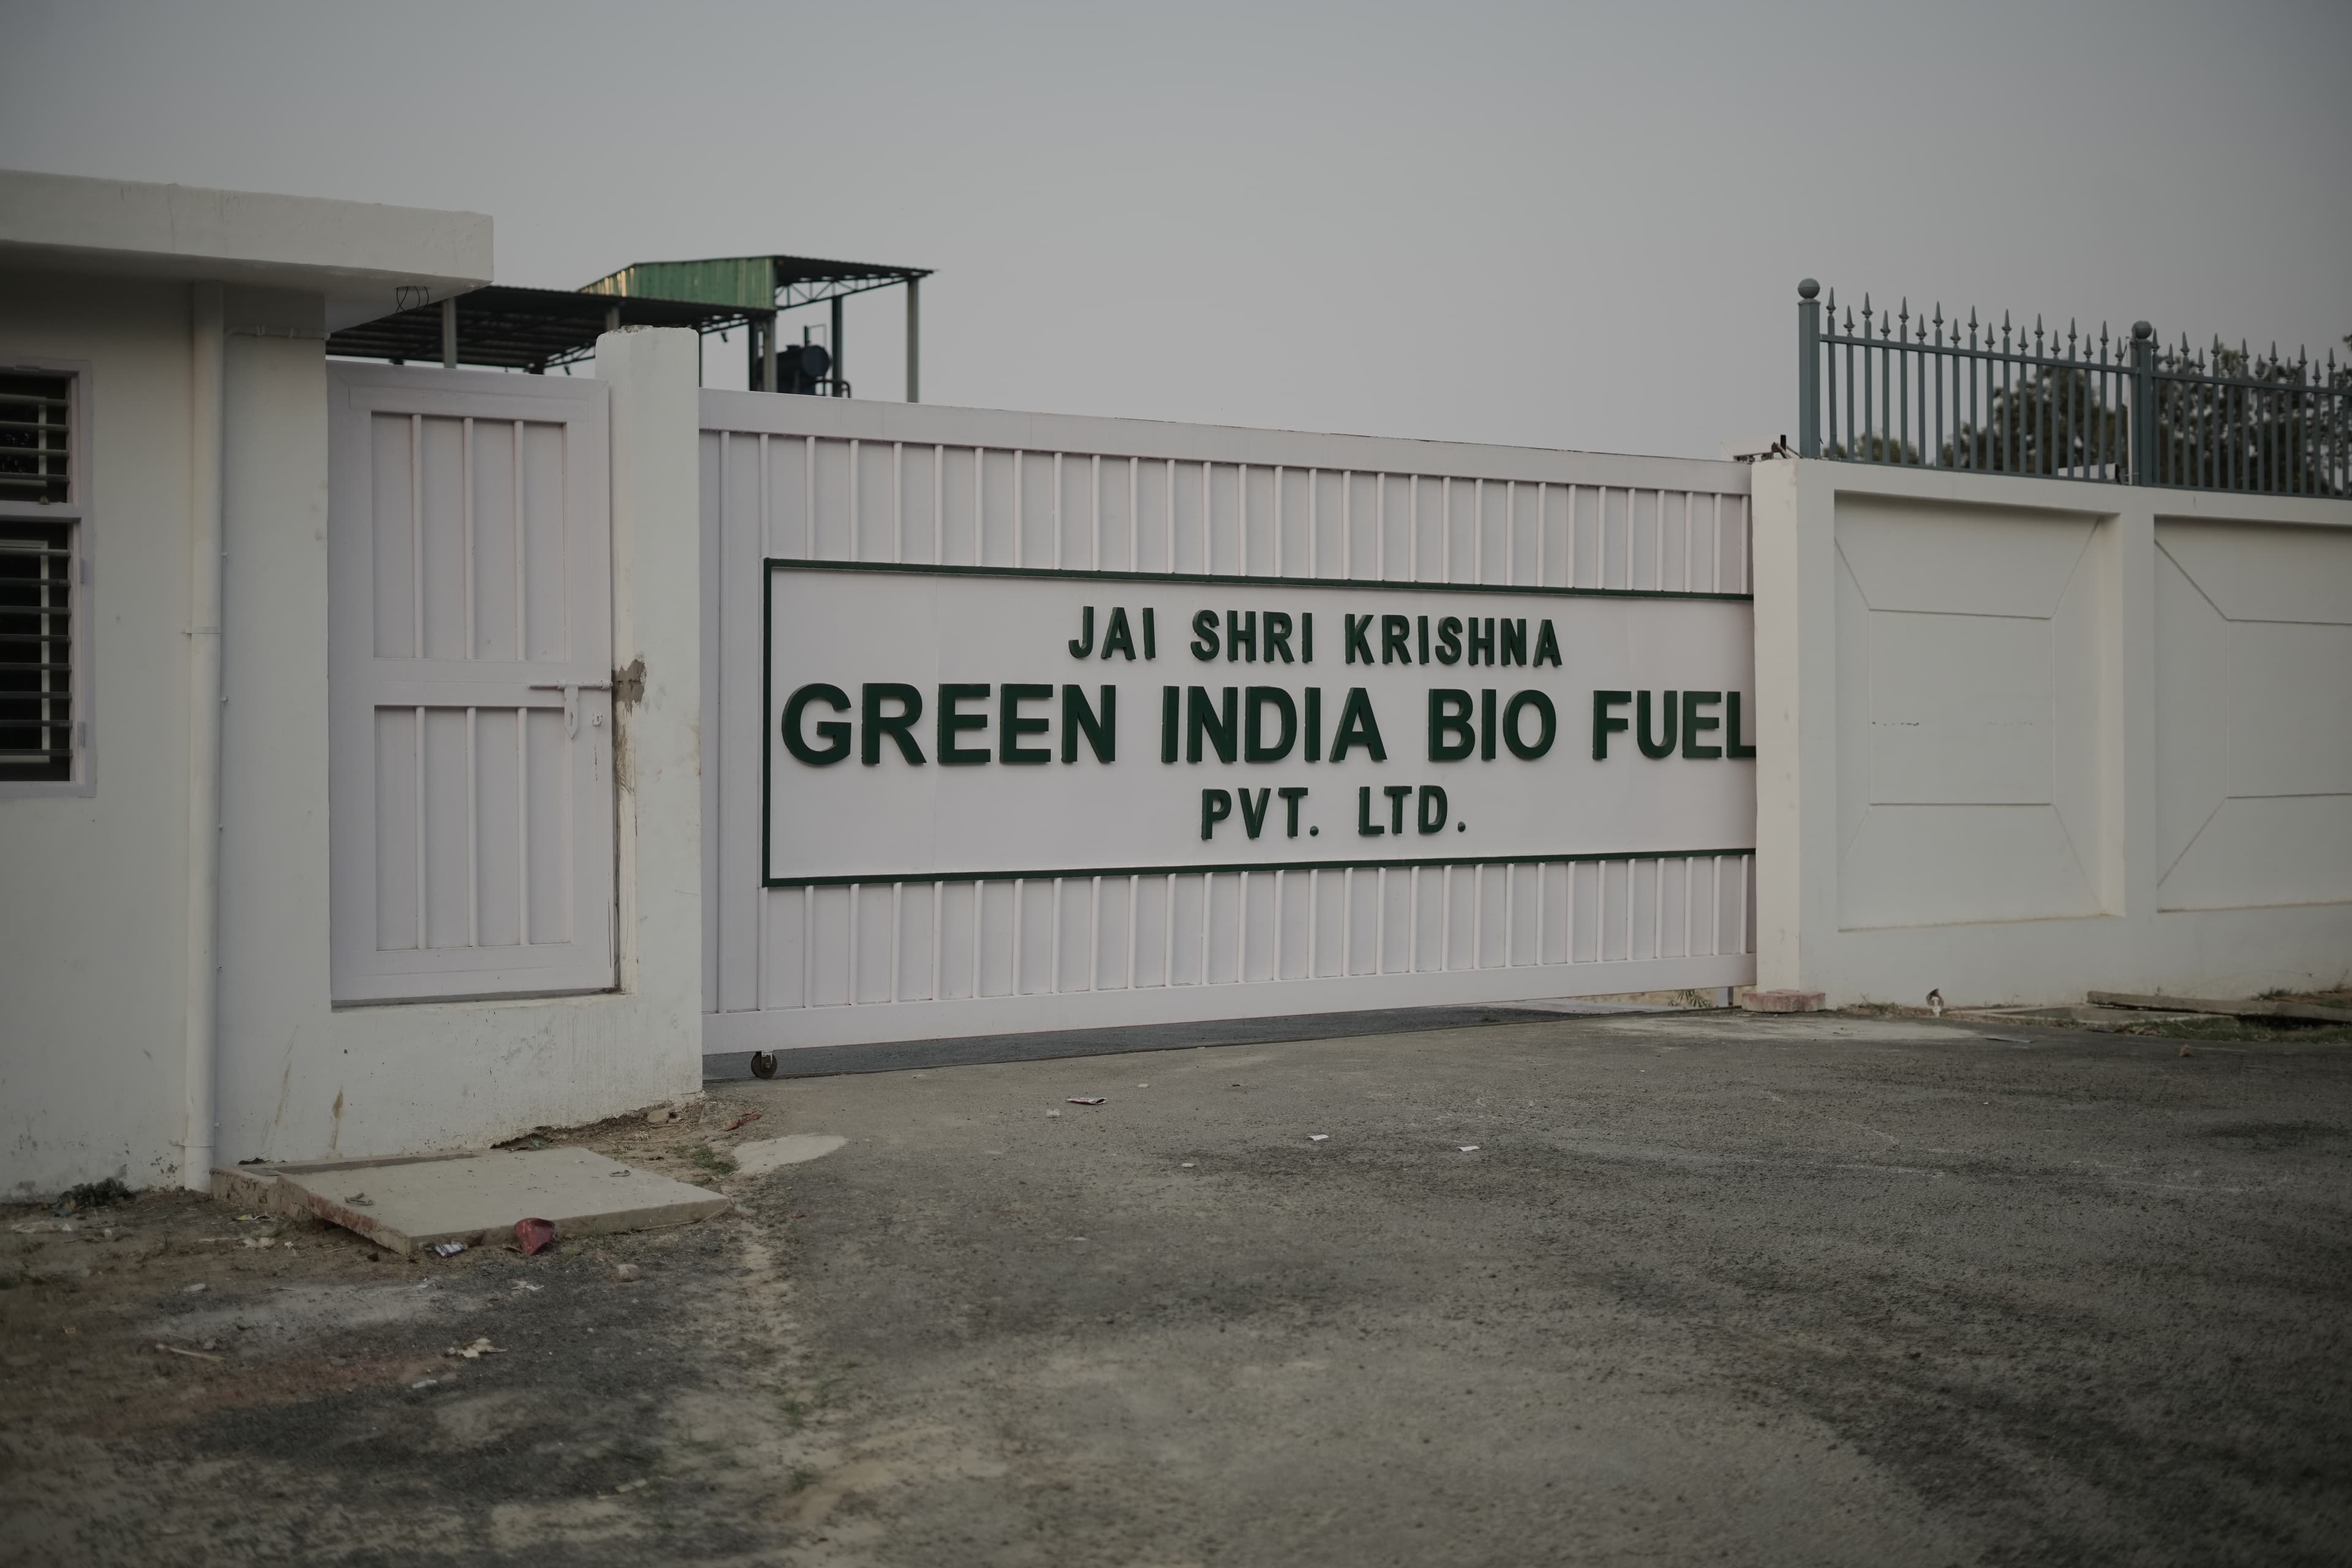 JAI SHRI KRISHNA
GREEN INDIA BIO FUEL
PVT. LTD.